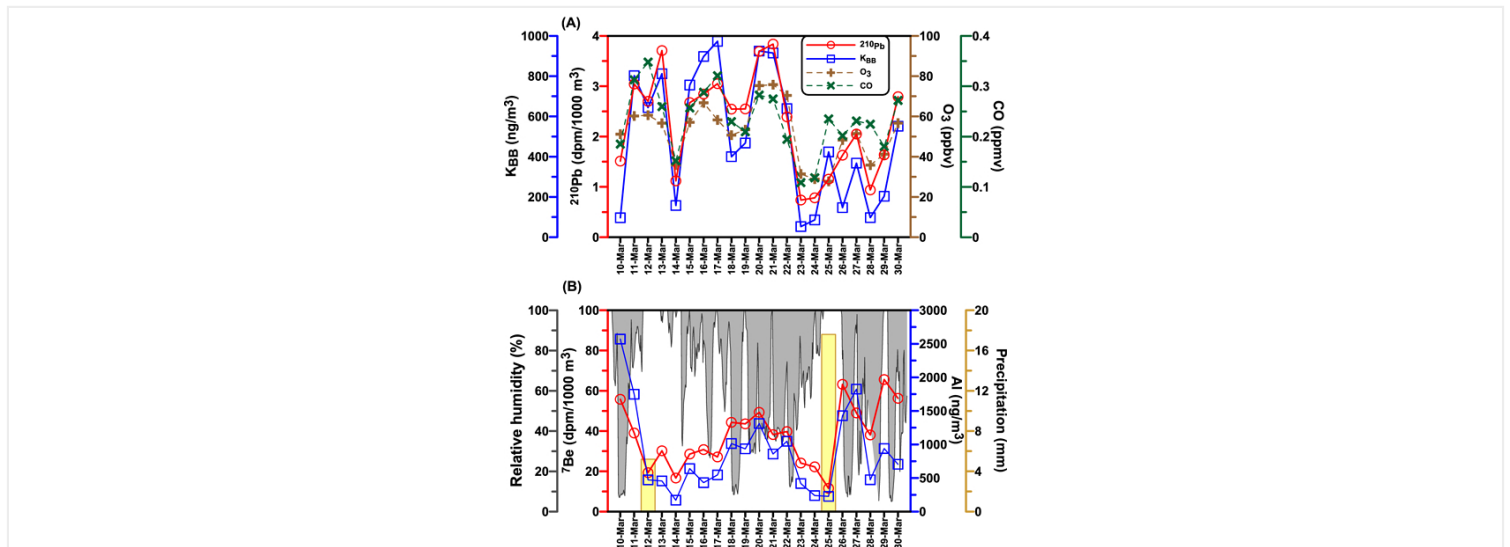 (A)
1000
800
600
400
200
0
KBB (ng/m3)
4
3
2
1
0
210Pb (dpm/1000 m3)
210Pb
KBB
O3
CO
100
80
60
40
20
0
O3 (ppbv)
0.4
0.3
0.2
0.1
0
CO (ppmv)
10-Mar
11-Mar
12-Mar
13-Mar
14-Mar
15-Mar
16-Mar
17-Mar
18-Mar
19-Mar
20-Mar
21-Mar
22-Mar
23-Mar
24-Mar
25-Mar
26-Mar
27-Mar
28-Mar
29-Mar
30-Mar
(B)
100
80
60
40
20
0
Relative humidity (%)
100
80
60
40
20
0
7Be (dpm/1000 m3)
3000
2500
2000
1500
1000
500
0
Al (ng/m3)
20
16
12
8
4
0
Precipitation (mm)
10-Mar
11-Mar
12-Mar
13-Mar
14-Mar
15-Mar
16-Mar
17-Mar
18-Mar
19-Mar
20-Mar
21-Mar
22-Mar
23-Mar
24-Mar
25-Mar
26-Mar
27-Mar
28-Mar
29-Mar
30-Mar